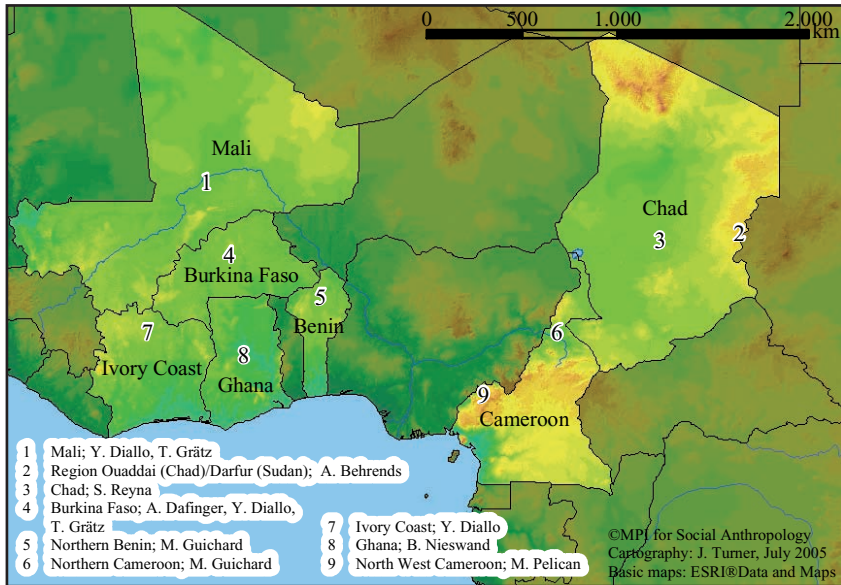 0 500 1.000 2.000
km
Mali
1
Chad
2
3
4
Burkina Faso
5
Benin
6
7
Ivory Coast
8
Ghana
9
Cameroon
1 Mali; Y. Diallo, T. Grätz
2 Region Ouaddai (Chad)/Darfur (Sudan); A. Behrends
3 Chad; S. Reyna
4 Burkina Faso; A. Dafinger, Y. Diallo,
T. Grätz
5 Northern Benin; M. Guichard
6 Northern Cameroon; M. Guichard
7 Ivory Coast; Y. Diallo
8 Ghana; B. Nieswand
9 North West Cameroon; M. Pelican
©MPI for Social Anthropology
Cartography: J. Turner, July 2005
Basic maps: ESRI®Data and Maps